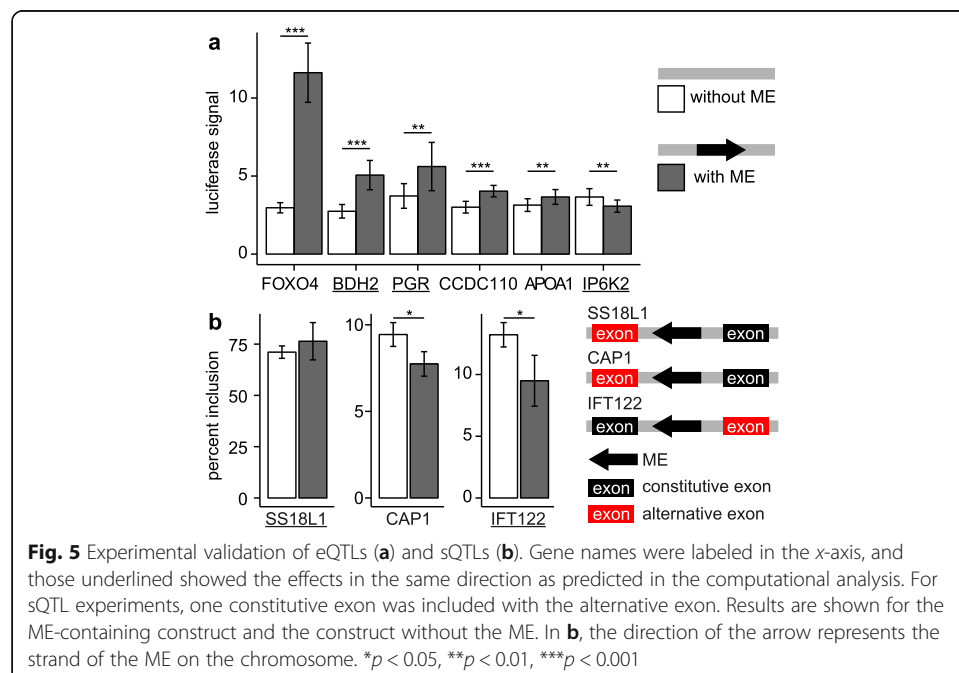 a
***
***
**
***
**
**
luciferase signal
10
5
0
FOXO4
BDH2
PGR
CCDC110
APOA1
IP6K2
without ME
with ME
b
percent inclusion
75
50
25
0
SS18L1
10
5
0
*
CAP1
10
5
0
*
IFT122
SS18L1
exon exon
CAP1
exon exon
IFT122
exon exon
ME
exon constitutive exon
exon alternative exon
Fig. 5 Experimental validation of eQTLs (a) and sQTLs (b). Gene names were labeled in the x-axis, and
those underlined showed the effects in the same direction as predicted in the computational analysis. For
sQTL experiments, one constitutive exon was included with the alternative exon. Results are shown for the
ME-containing construct and the construct without the ME. In b, the direction of the arrow represents the
strand of the ME on the chromosome. *p < 0.05, **p < 0.01, ***p < 0.001